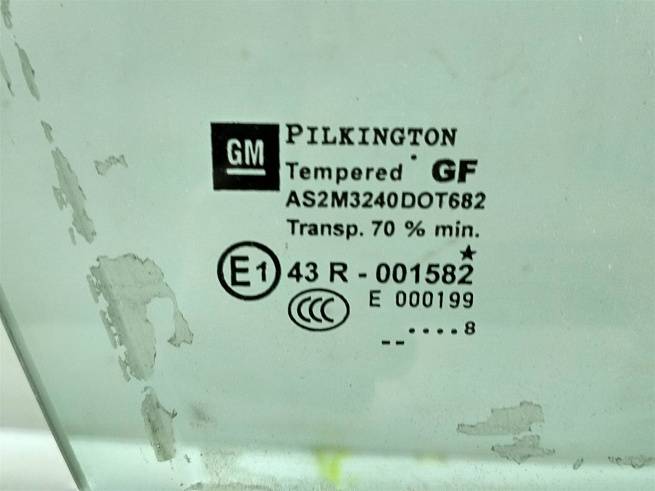 GM
PILKINGTON
Tempered GF
AS2M3240DOT682
Transp. 70 % min.
E1 43 R - 001582
CCC E 000199
.... 8